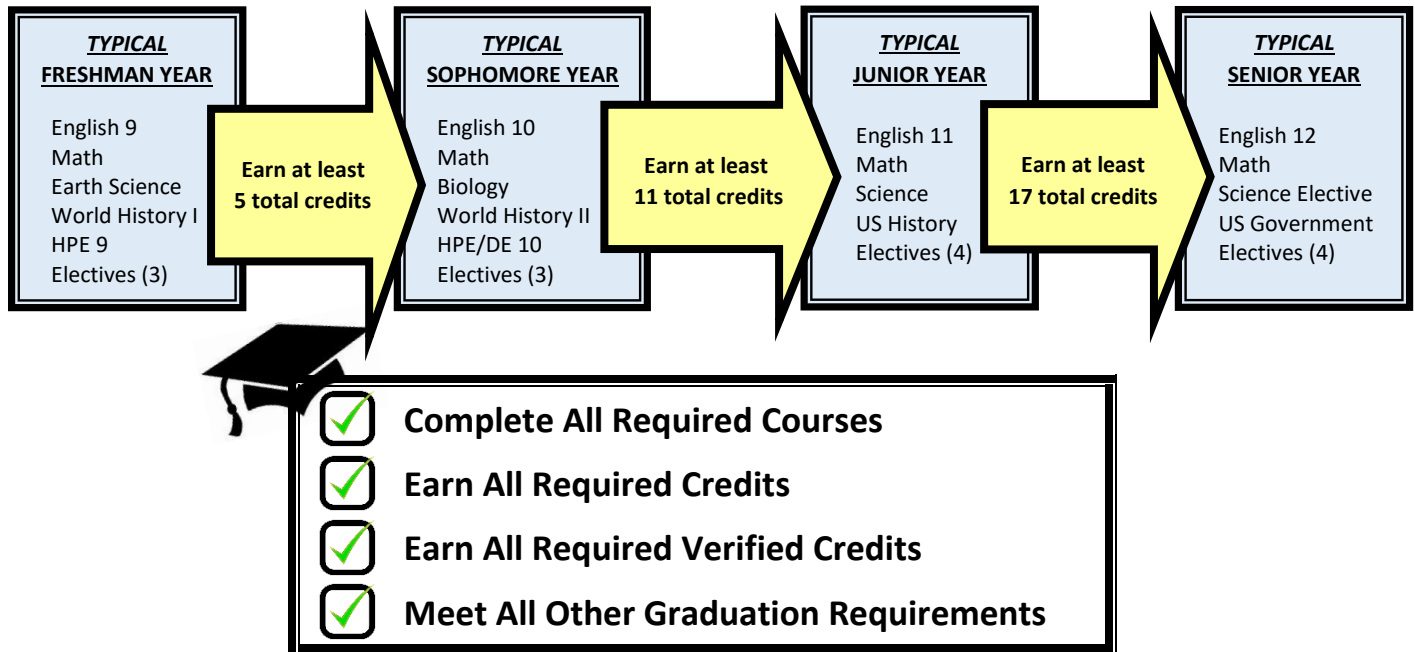 TYPICAL
FRESHMAN YEAR
English 9
Math
Earth Science
World History I
HPE 9
Electives (3)
Earn at least
5 total credits
TYPICAL
SOPHOMORE YEAR
English 10
Math
Biology
World History II
HPE/DE 10
Electives (3)
Earn at least
11 total credits
TYPICAL
JUNIOR YEAR
English 11
Math
Science
US History
Electives (4)
Earn at least
17 total credits
TYPICAL
SENIOR YEAR
English 12
Math
Science Elective
US Government
Electives (4)
Complete All Required Courses
Earn All Required Credits
Earn All Required Verified Credits
Meet All Other Graduation Requirements